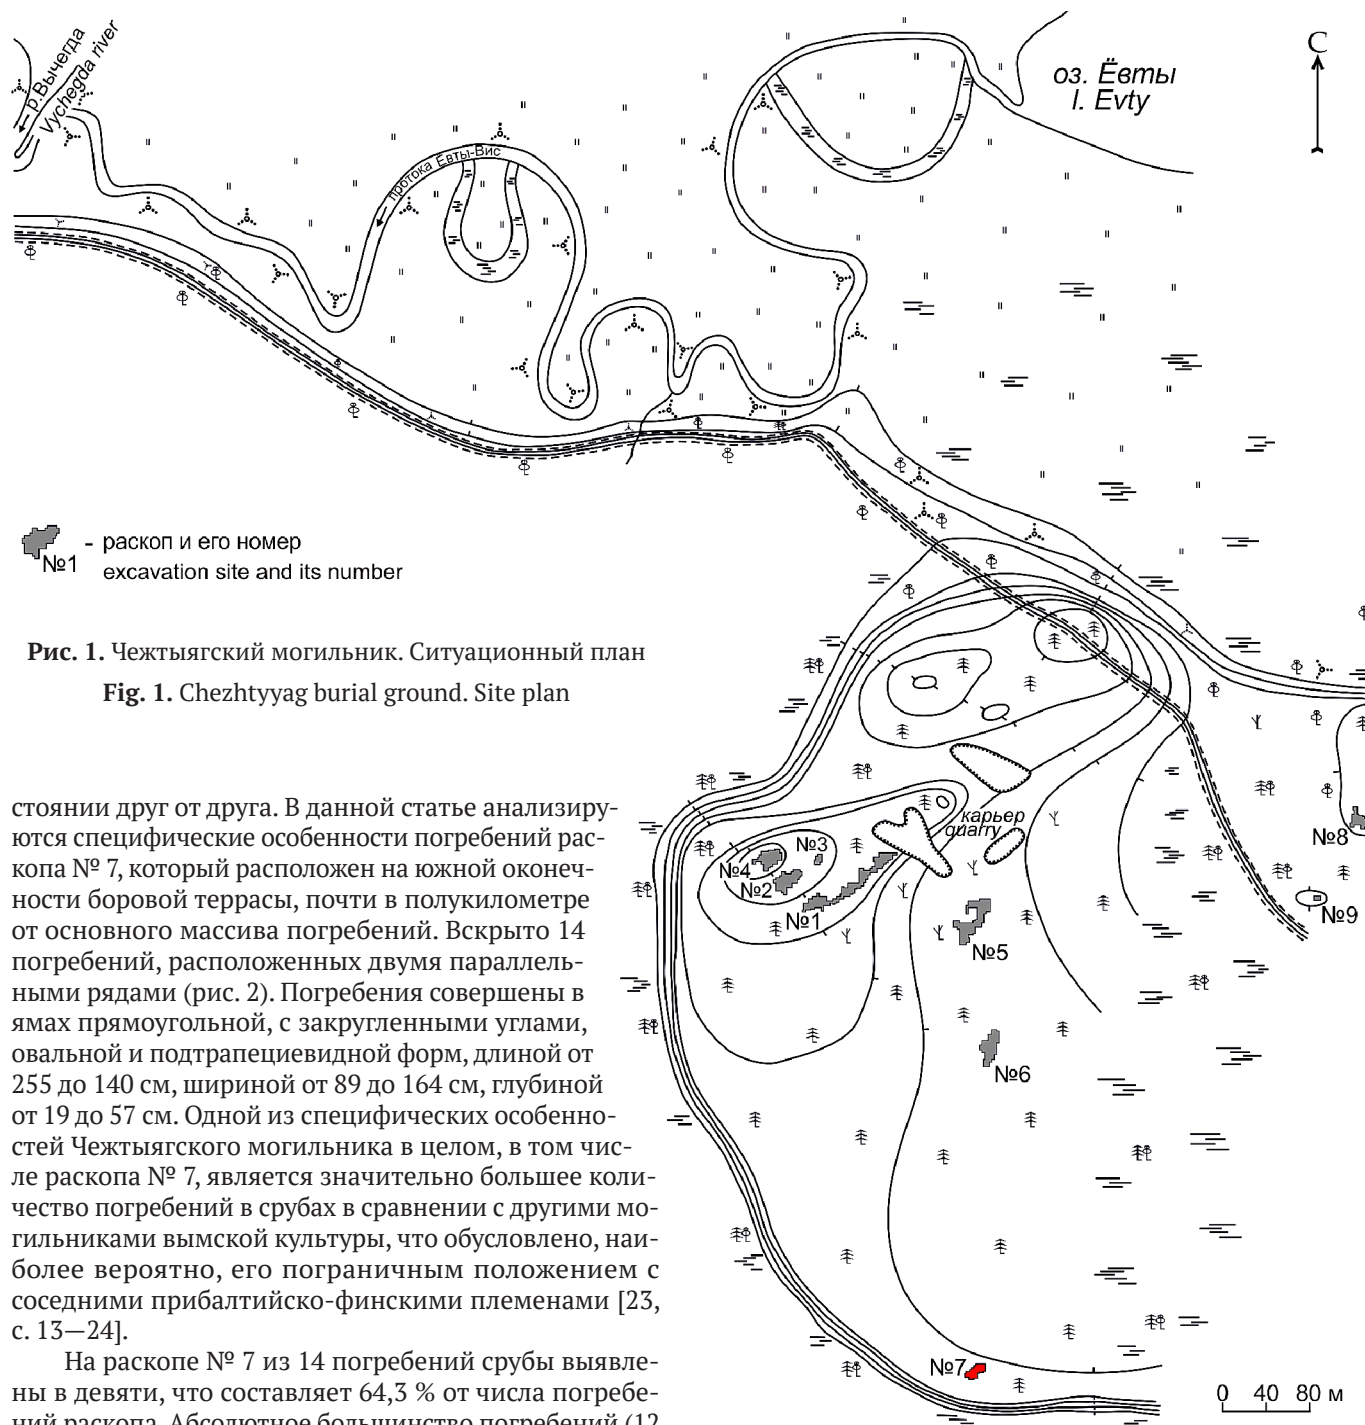 р. Вычегда
Vychegda river
протока Ёвты-Вис
оз. Ёвты
l. Evty
С
№1
- раскоп и его номер
excavation site and its number
Рис. 1. Чежтыягский могильник. Ситуационный план
Fig. 1. Chezhtyyag burial ground. Site plan
карьер
quarry
№3
№4
№2
№1
№5
№6
№8
№9
№7
0 40 80 м
стоянии друг от друга. В данной статье анализиру-
ются специфические особенности погребений рас-
копа № 7, который расположен на южной оконеч-
ности боровой террасы, почти в полукилометре
от основного массива погребений. Вскрыто 14
погребений, расположенных двумя параллель-
ными рядами (рис. 2). Погребения совершены в
ямах прямоугольной, с закругленными углами,
овальной и подтрапециевидной форм, длиной от
255 до 140 см, шириной от 89 до 164 см, глубиной
от 19 до 57 см. Одной из специфических особенно-
стей Чежтыягского могильника в целом, в том чис-
ле раскопа № 7, является значительно большее коли-
чество погребений в срубах в сравнении с другими мо-
гильниками вымской культуры, что обусловлено, наи-
более вероятно, его пограничным положением с
соседними прибалтийско-финскими племенами [23,
с. 13—24].
На раскопе № 7 из 14 погребений срубы выявле-
ны в девяти, что составляет 64,3 % от числа погребе-
ний раскопа. Абсолютное большинство погребений (12